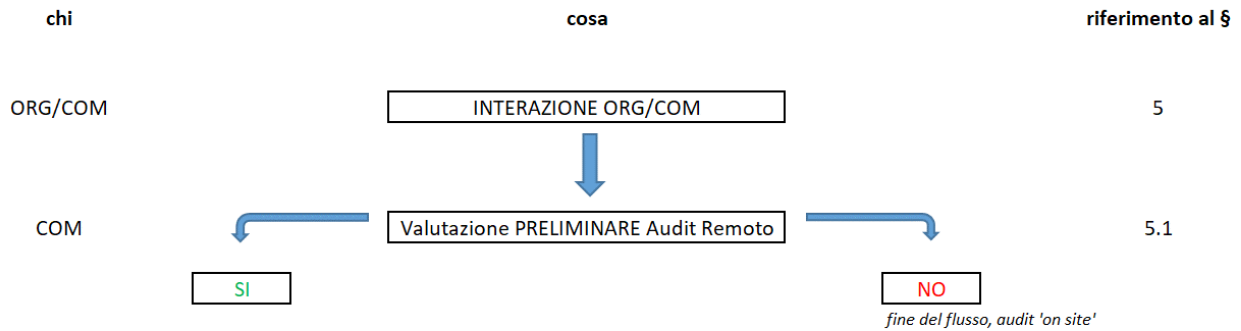 chi cosa riferimento al §
ORG/COM INTERAZIONE ORG/COM 5
COM Valutazione PRELIMINARE Audit Remoto 5.1
SI NO
fine del flusso, audit 'on site'